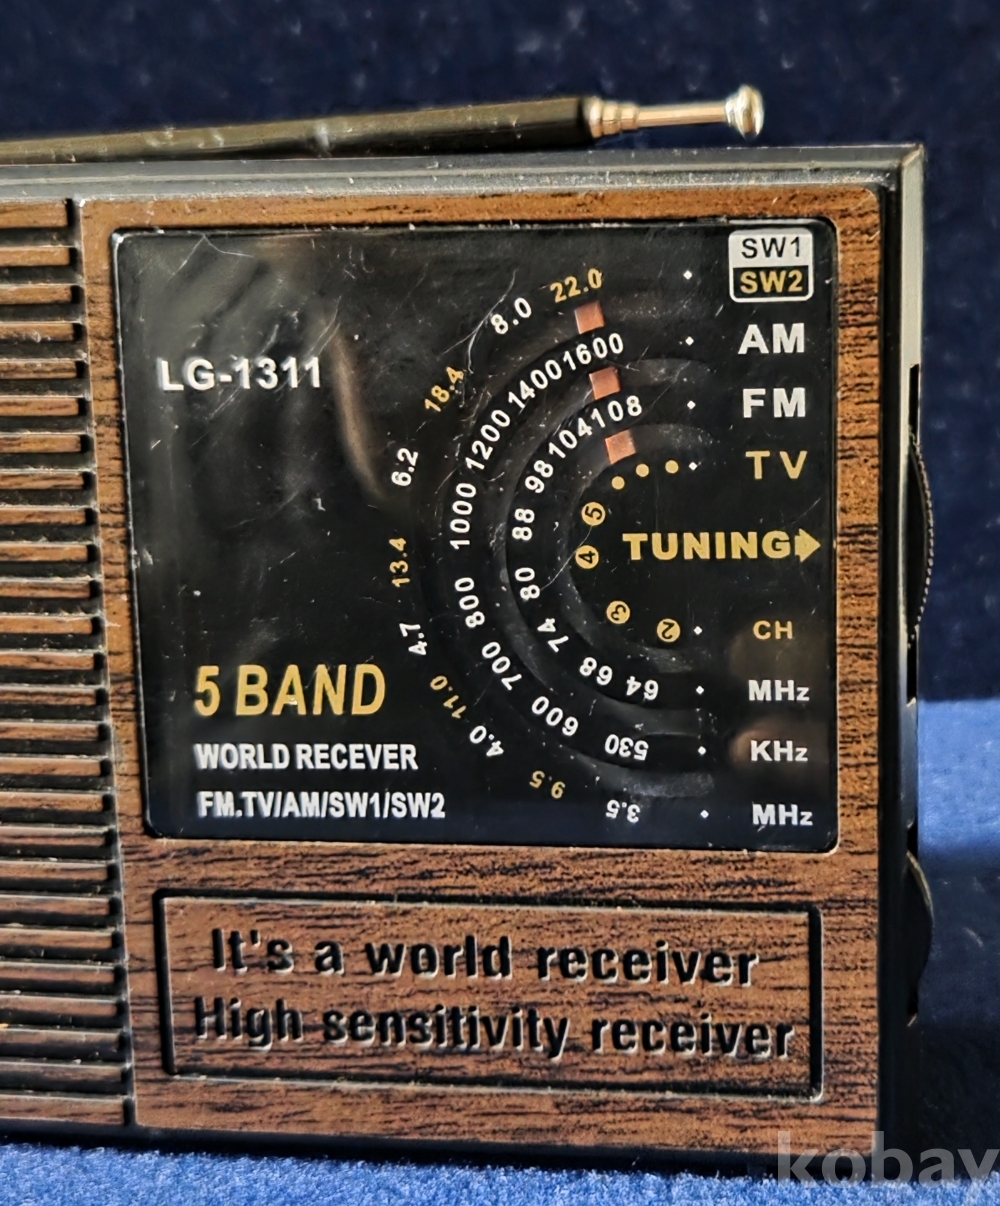 SW1
SW2
AM
FM
TV
TUNING
CH
MHz
KHz
MHz
LG-1311
22.0
8.0
18.4
6.2
13.4
4.7
11.0
4.0
9.5
3.5
1600
1400
1200
1000
800
700
600
530
108
104
98
88
80
74
68
64
5
4
3
2
5 BAND
WORLD RECEVER
FM.TV/AM/SW1/SW2
It's a world receiver
High sensitivity receiver
kobay